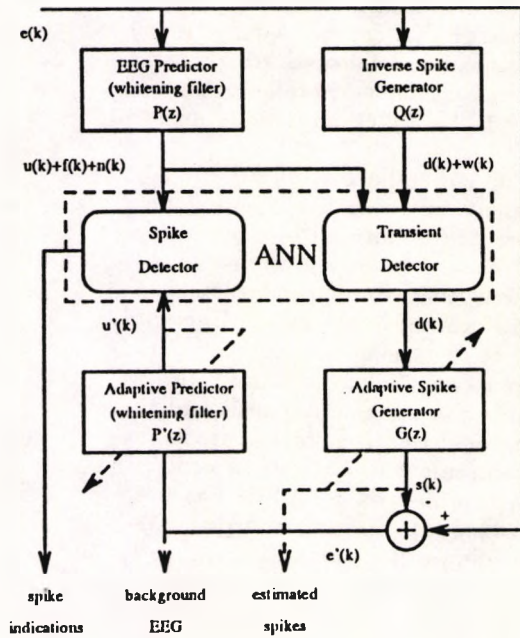 e(k)
EEG Predictor
(whitening filter)
P(z)
Inverse Spike
Generator
Q(z)
u(k)+f(k)+n(k)
d(k)+w(k)
Spike
Detector
ANN
Transient
Detector
u'(k)
d(k)
Adaptive Predictor
(whitening filter)
P'(z)
Adaptive Spike
Generator
G(z)
s(k)
-
+
+
e'(k)
spike
indications
background
EEG
estimated
spikes